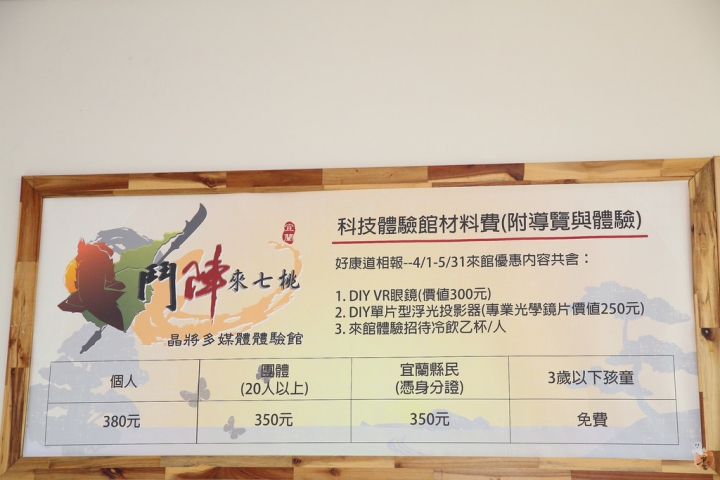 科技體驗館材料費(附導覽與體驗)
宜蘭
鬥陣來七桃
晶將多媒體體驗館
好康道相報--4/1-5/31來館優惠內容共含：
1. DIY VR眼鏡(價值300元)
2. DIY單片型浮光投影器(專業光學鏡片價值250元)
3. 來館體驗招待冷飲乙杯/人
個人
團體
(20人以上)
宜蘭縣民
(憑身分證)
3歲以下孩童
380元
350元
350元
免費